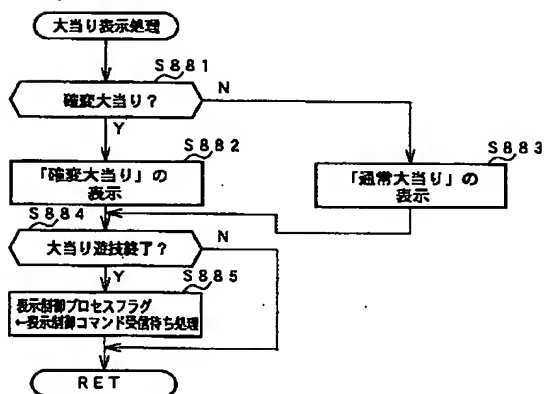 大当り表示処理
S881
確変大当り？
N
Y
S882
「確変大当り」の
表示
S883
「通常大当り」の
表示
S884
大当り遊技終了？
N
Y
S885
表示制御プロセスフラグ
←表示制御コマンド受信待ち処理
RET